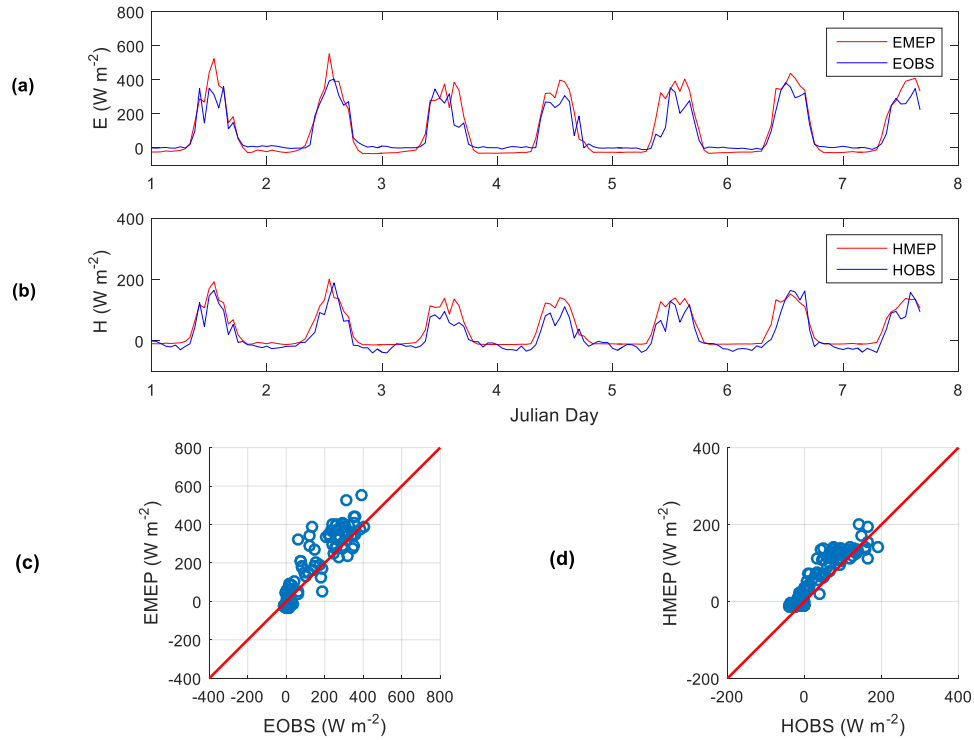 (a)
E (W m-2)
800
600
400
200
0
EMEP
EOBS
1 2 3 4 5 6 7 8
(b)
H (W m-2)
400
200
0
HMEP
HOBS
1 2 3 4 5 6 7 8
Julian Day
(c)
EMEP (W m-2)
800
600
400
200
0
-200
-400
-400 -200 0 200 400 600 800
EOBS (W m-2)
(d)
HMEP (W m-2)
400
200
0
-200
-200 0 200 400
HOBS (W m-2)